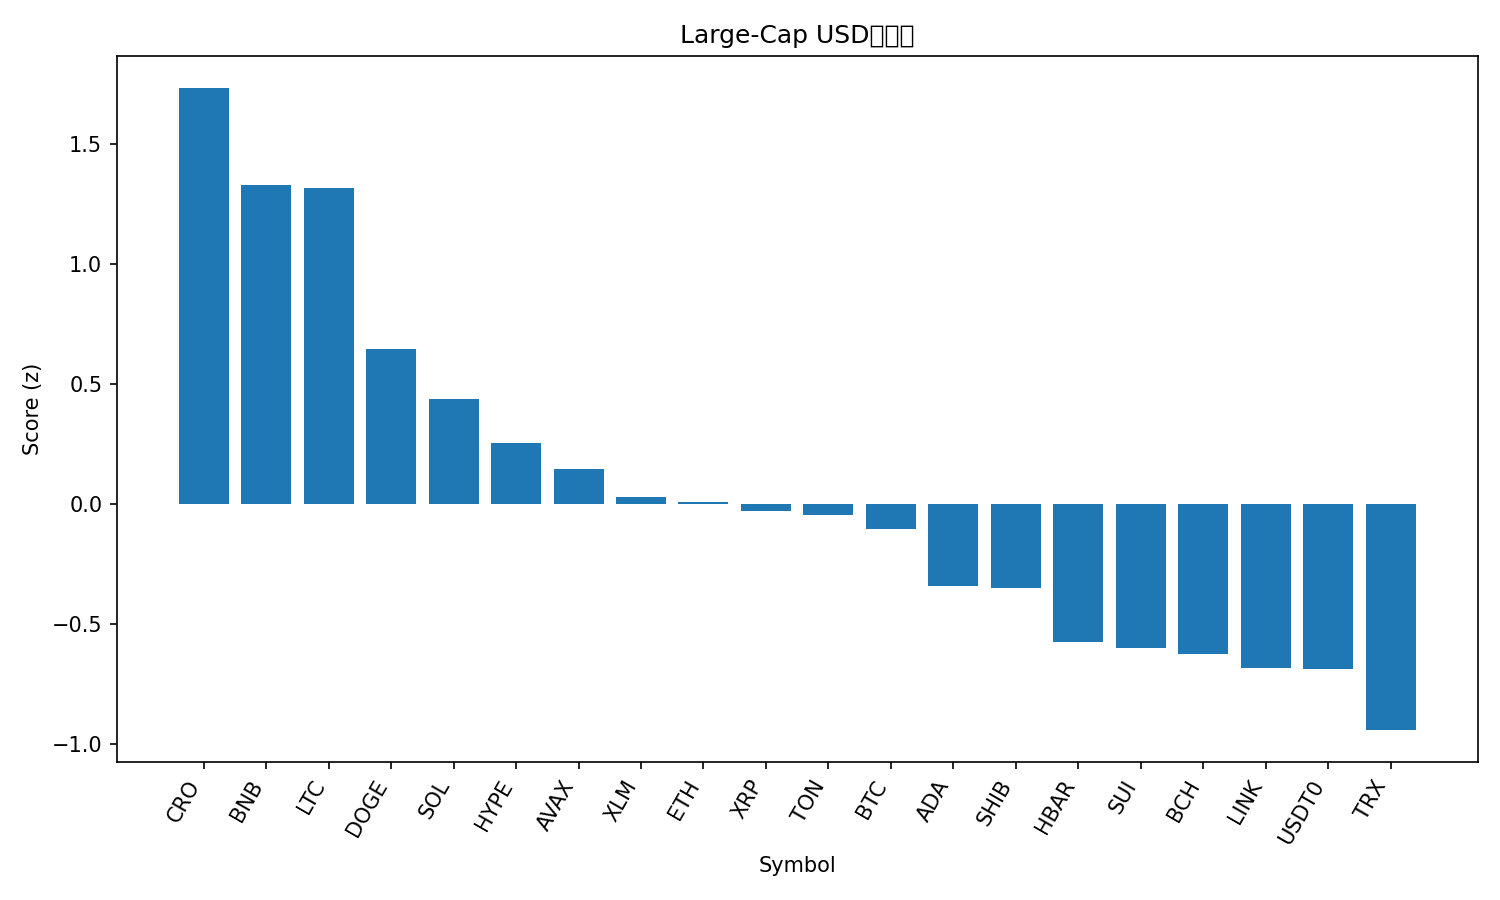 Large-Cap USD
Score (z)
1.5
1.0
0.5
0.0
−0.5
−1.0
CRO
BNB
LTC
DOGE
SOL
HYPE
AVAX
XLM
ETH
XRP
TON
BTC
ADA
SHIB
HBAR
SUI
BCH
LINK
USDT0
TRX
Symbol